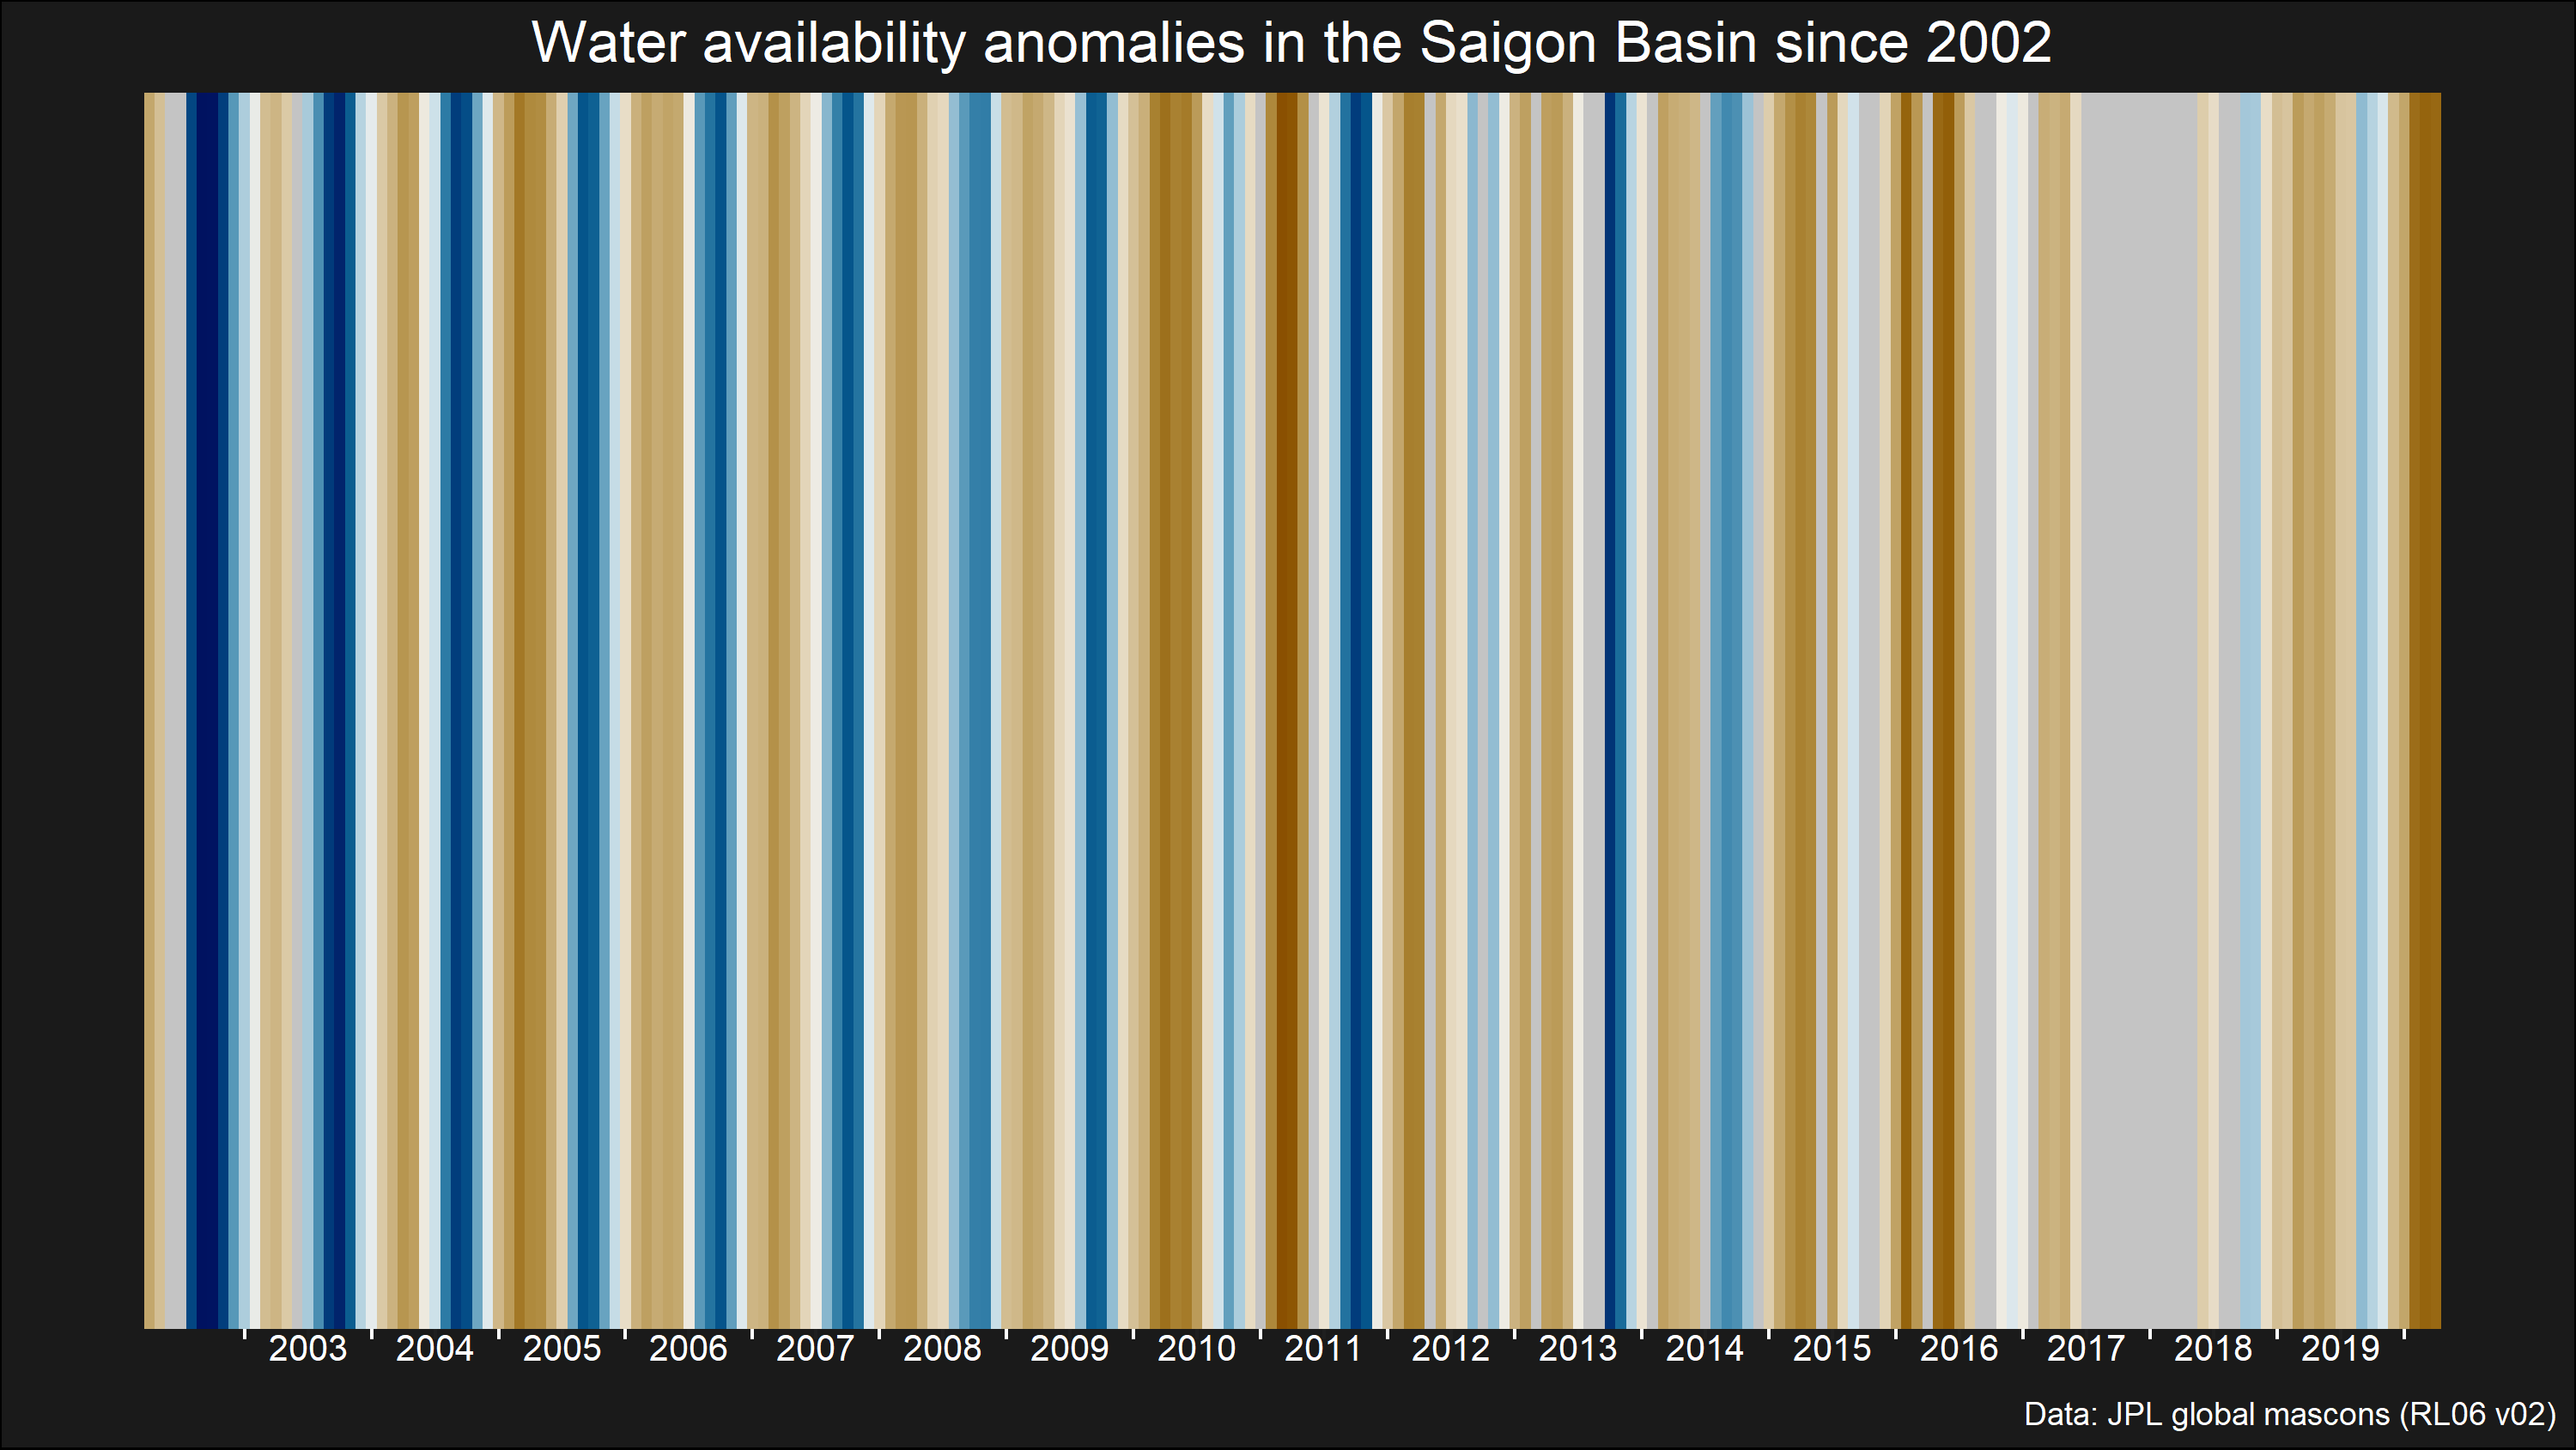 Water availability anomalies in the Saigon Basin since 2002
2003 2004 2005 2006 2007 2008 2009 2010 2011 2012 2013 2014 2015 2016 2017 2018 2019
Data: JPL global mascons (RL06 v02)